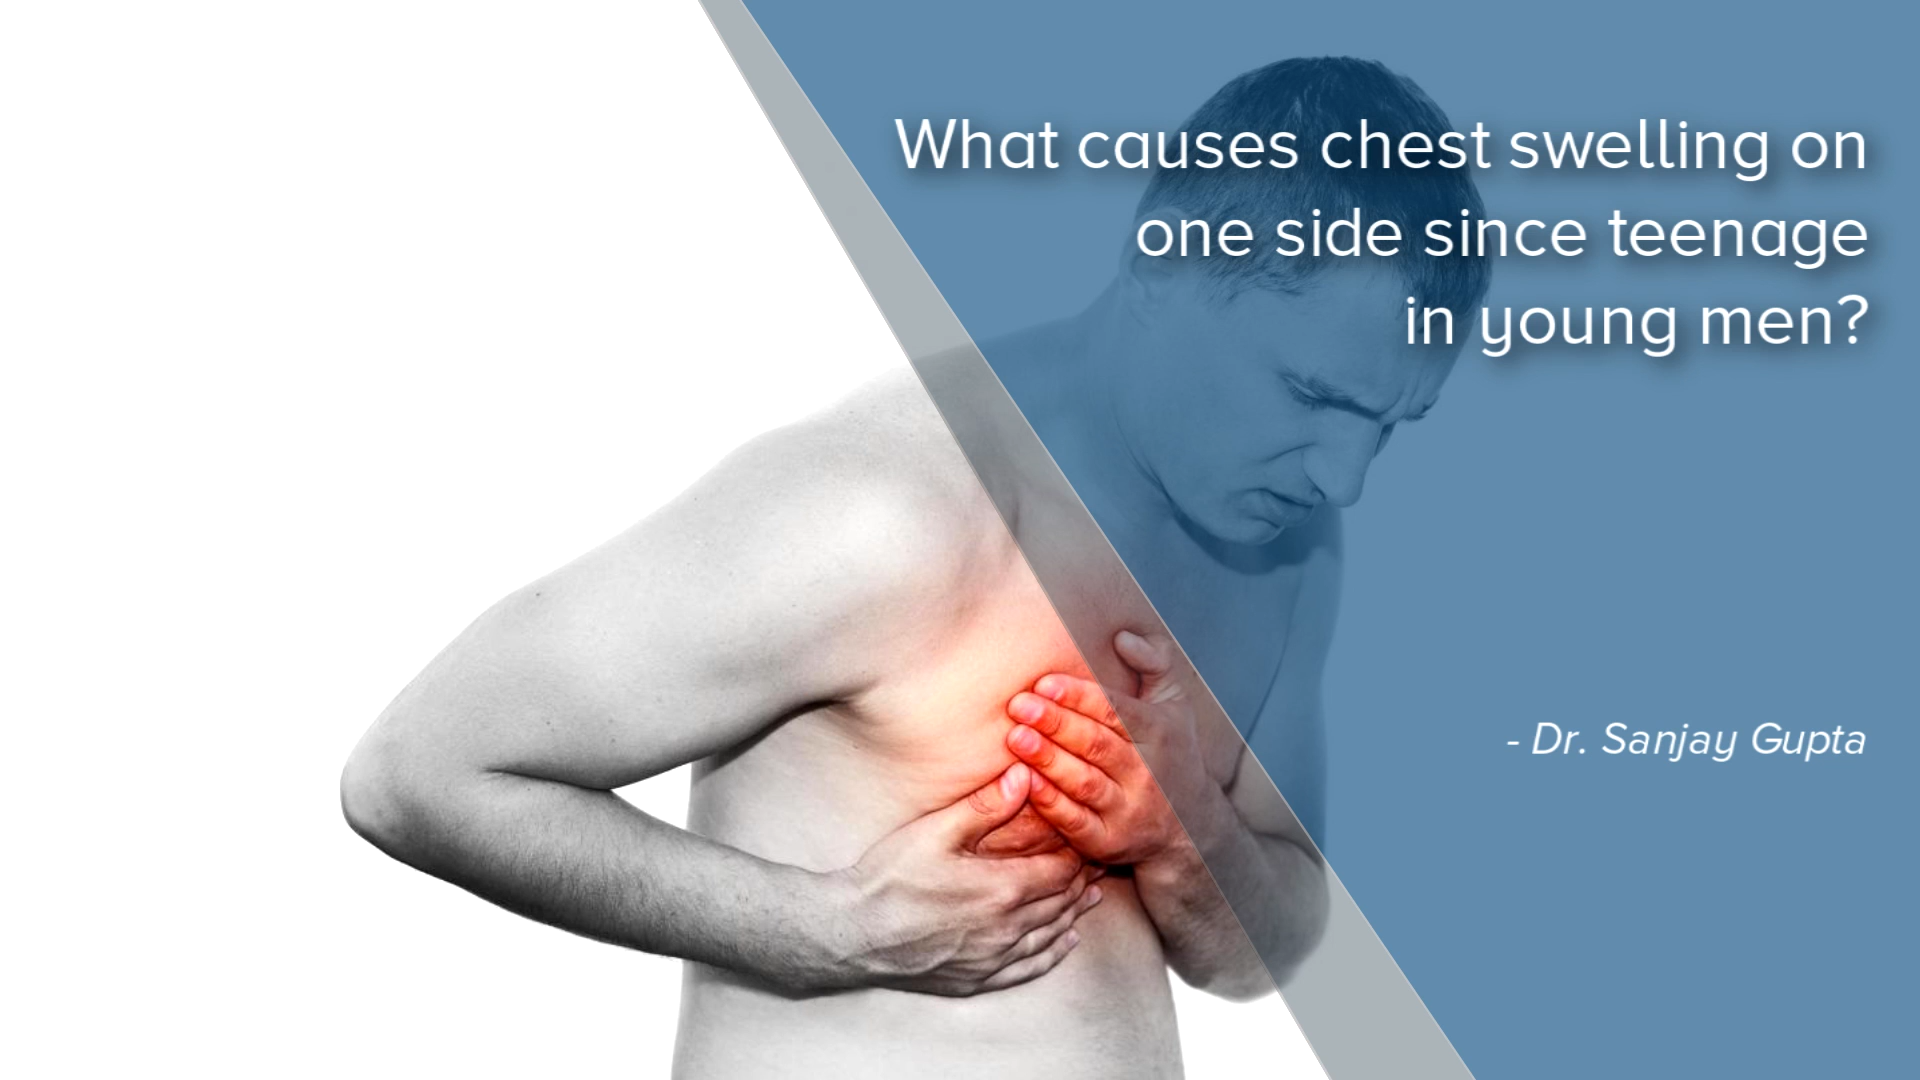 What causes chest swelling on
one side since teenage
in young men?
- Dr. Sanjay Gupta